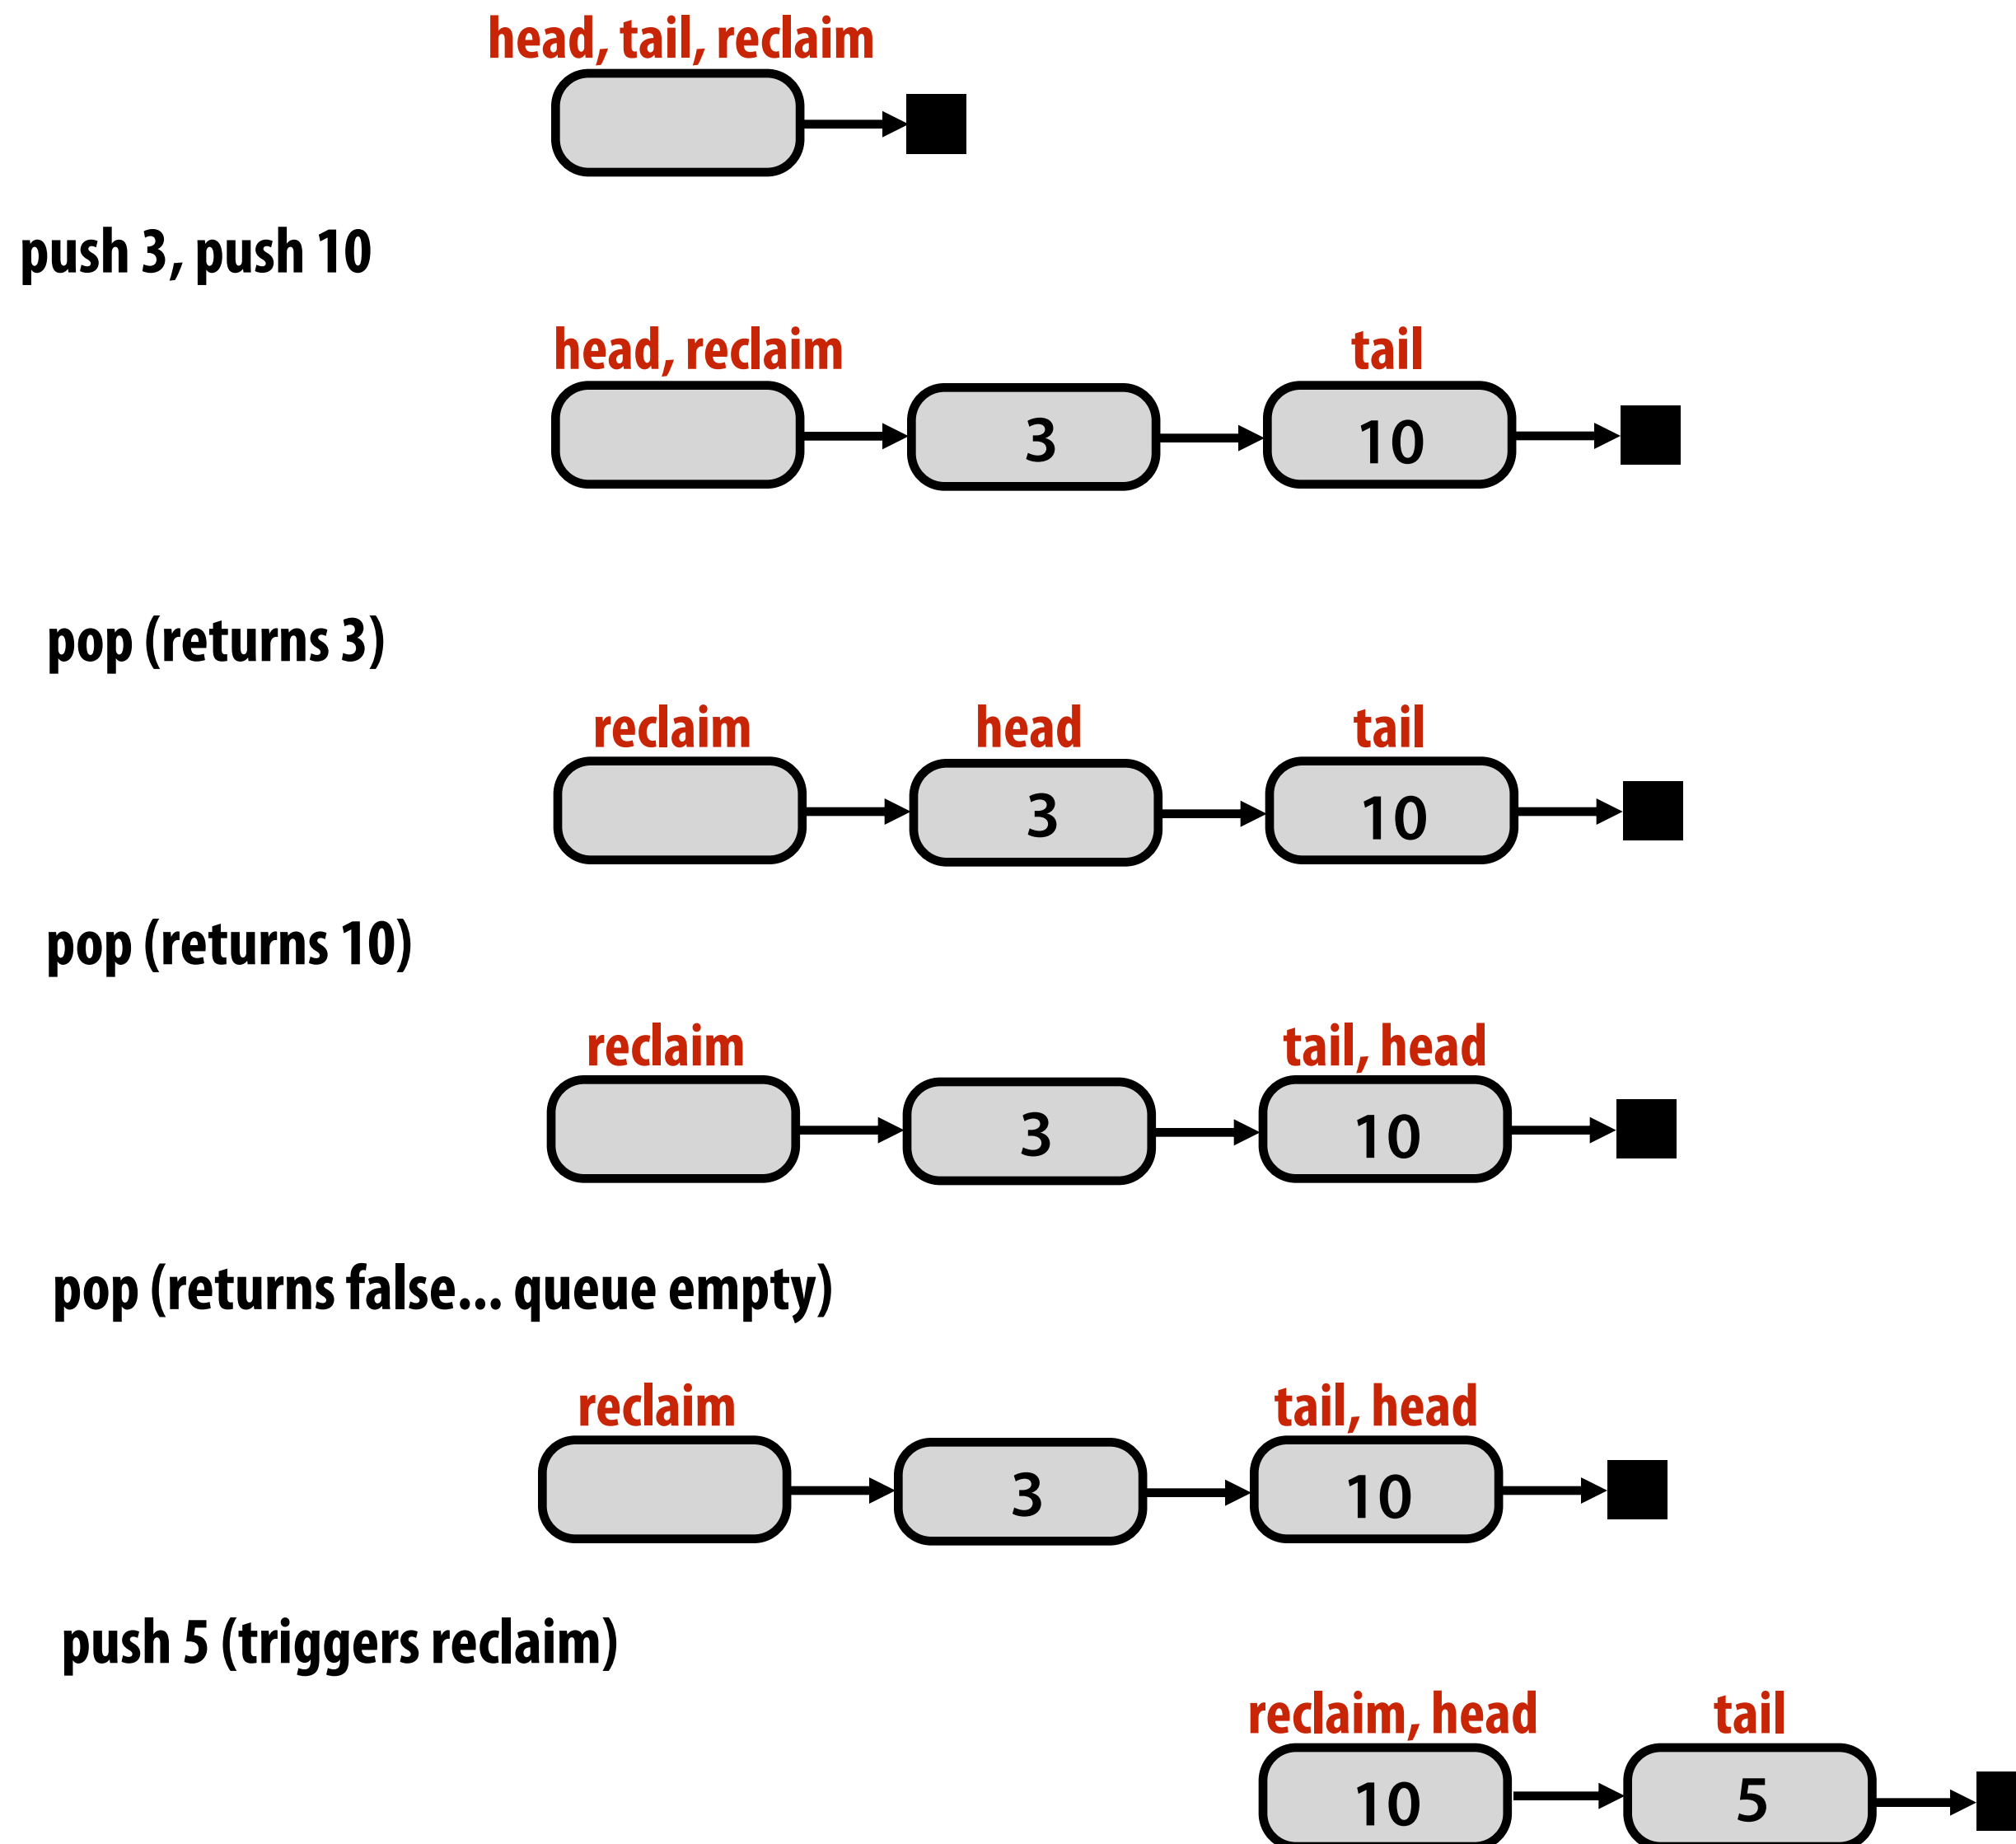 head, tail, reclaim
push 3, push 10
head, reclaim tail
3 10
pop (returns 3)
reclaim head tail
3 10
pop (returns 10)
reclaim tail, head
3 10
pop (returns false... queue empty)
reclaim tail, head
3 10
push 5 (triggers reclaim)
reclaim, head tail
10 5